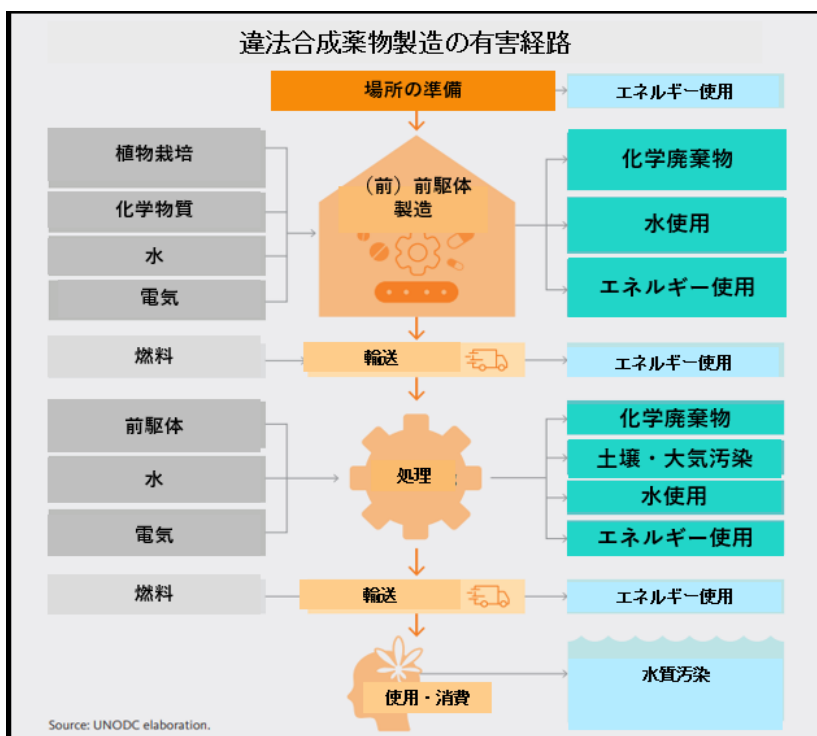 違法合成薬物製造の有害経路
場所の準備
エネルギー使用
植物栽培
化学物質
水
電気
（前）前駆体
製造
化学廃棄物
水使用
エネルギー使用
燃料
輸送
エネルギー使用
前駆体
水
電気
処理
化学廃棄物
土壌・大気汚染
水使用
エネルギー使用
燃料
輸送
エネルギー使用
使用・消費
水質汚染
Source: UNODC elaboration.